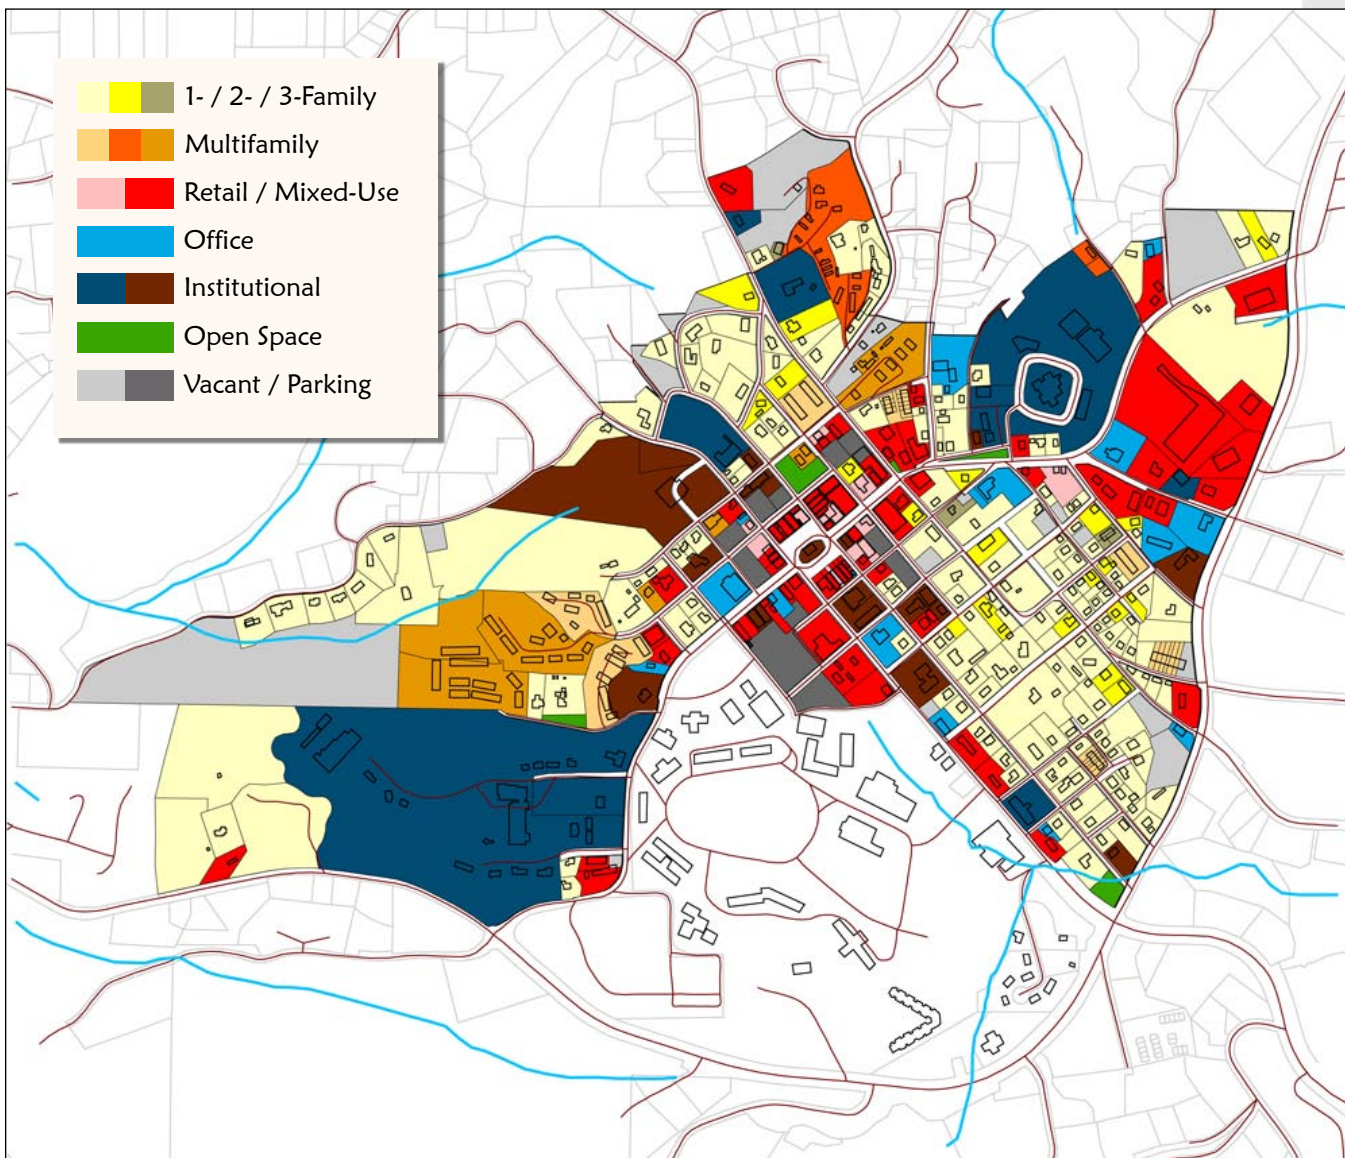 1- / 2- / 3-Family
Multifamily
Retail / Mixed-Use
Office
Institutional
Open Space
Vacant / Parking